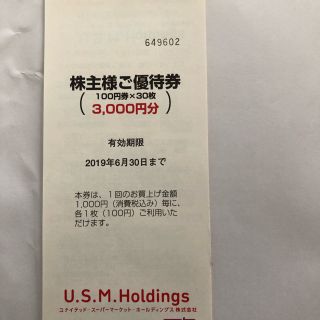 649602
株主様ご優待券
(100円券×30枚
3,000円分)
有効期限
2019年6月30日まで
本券は、1回のお買上げ金額
1,000円（消費税込み）毎に、
各1枚（100円）ご利用いた
だけます。
U.S.M.Holdings
ユナイテッド・スーパーマーケット・ホールディングス株式会社